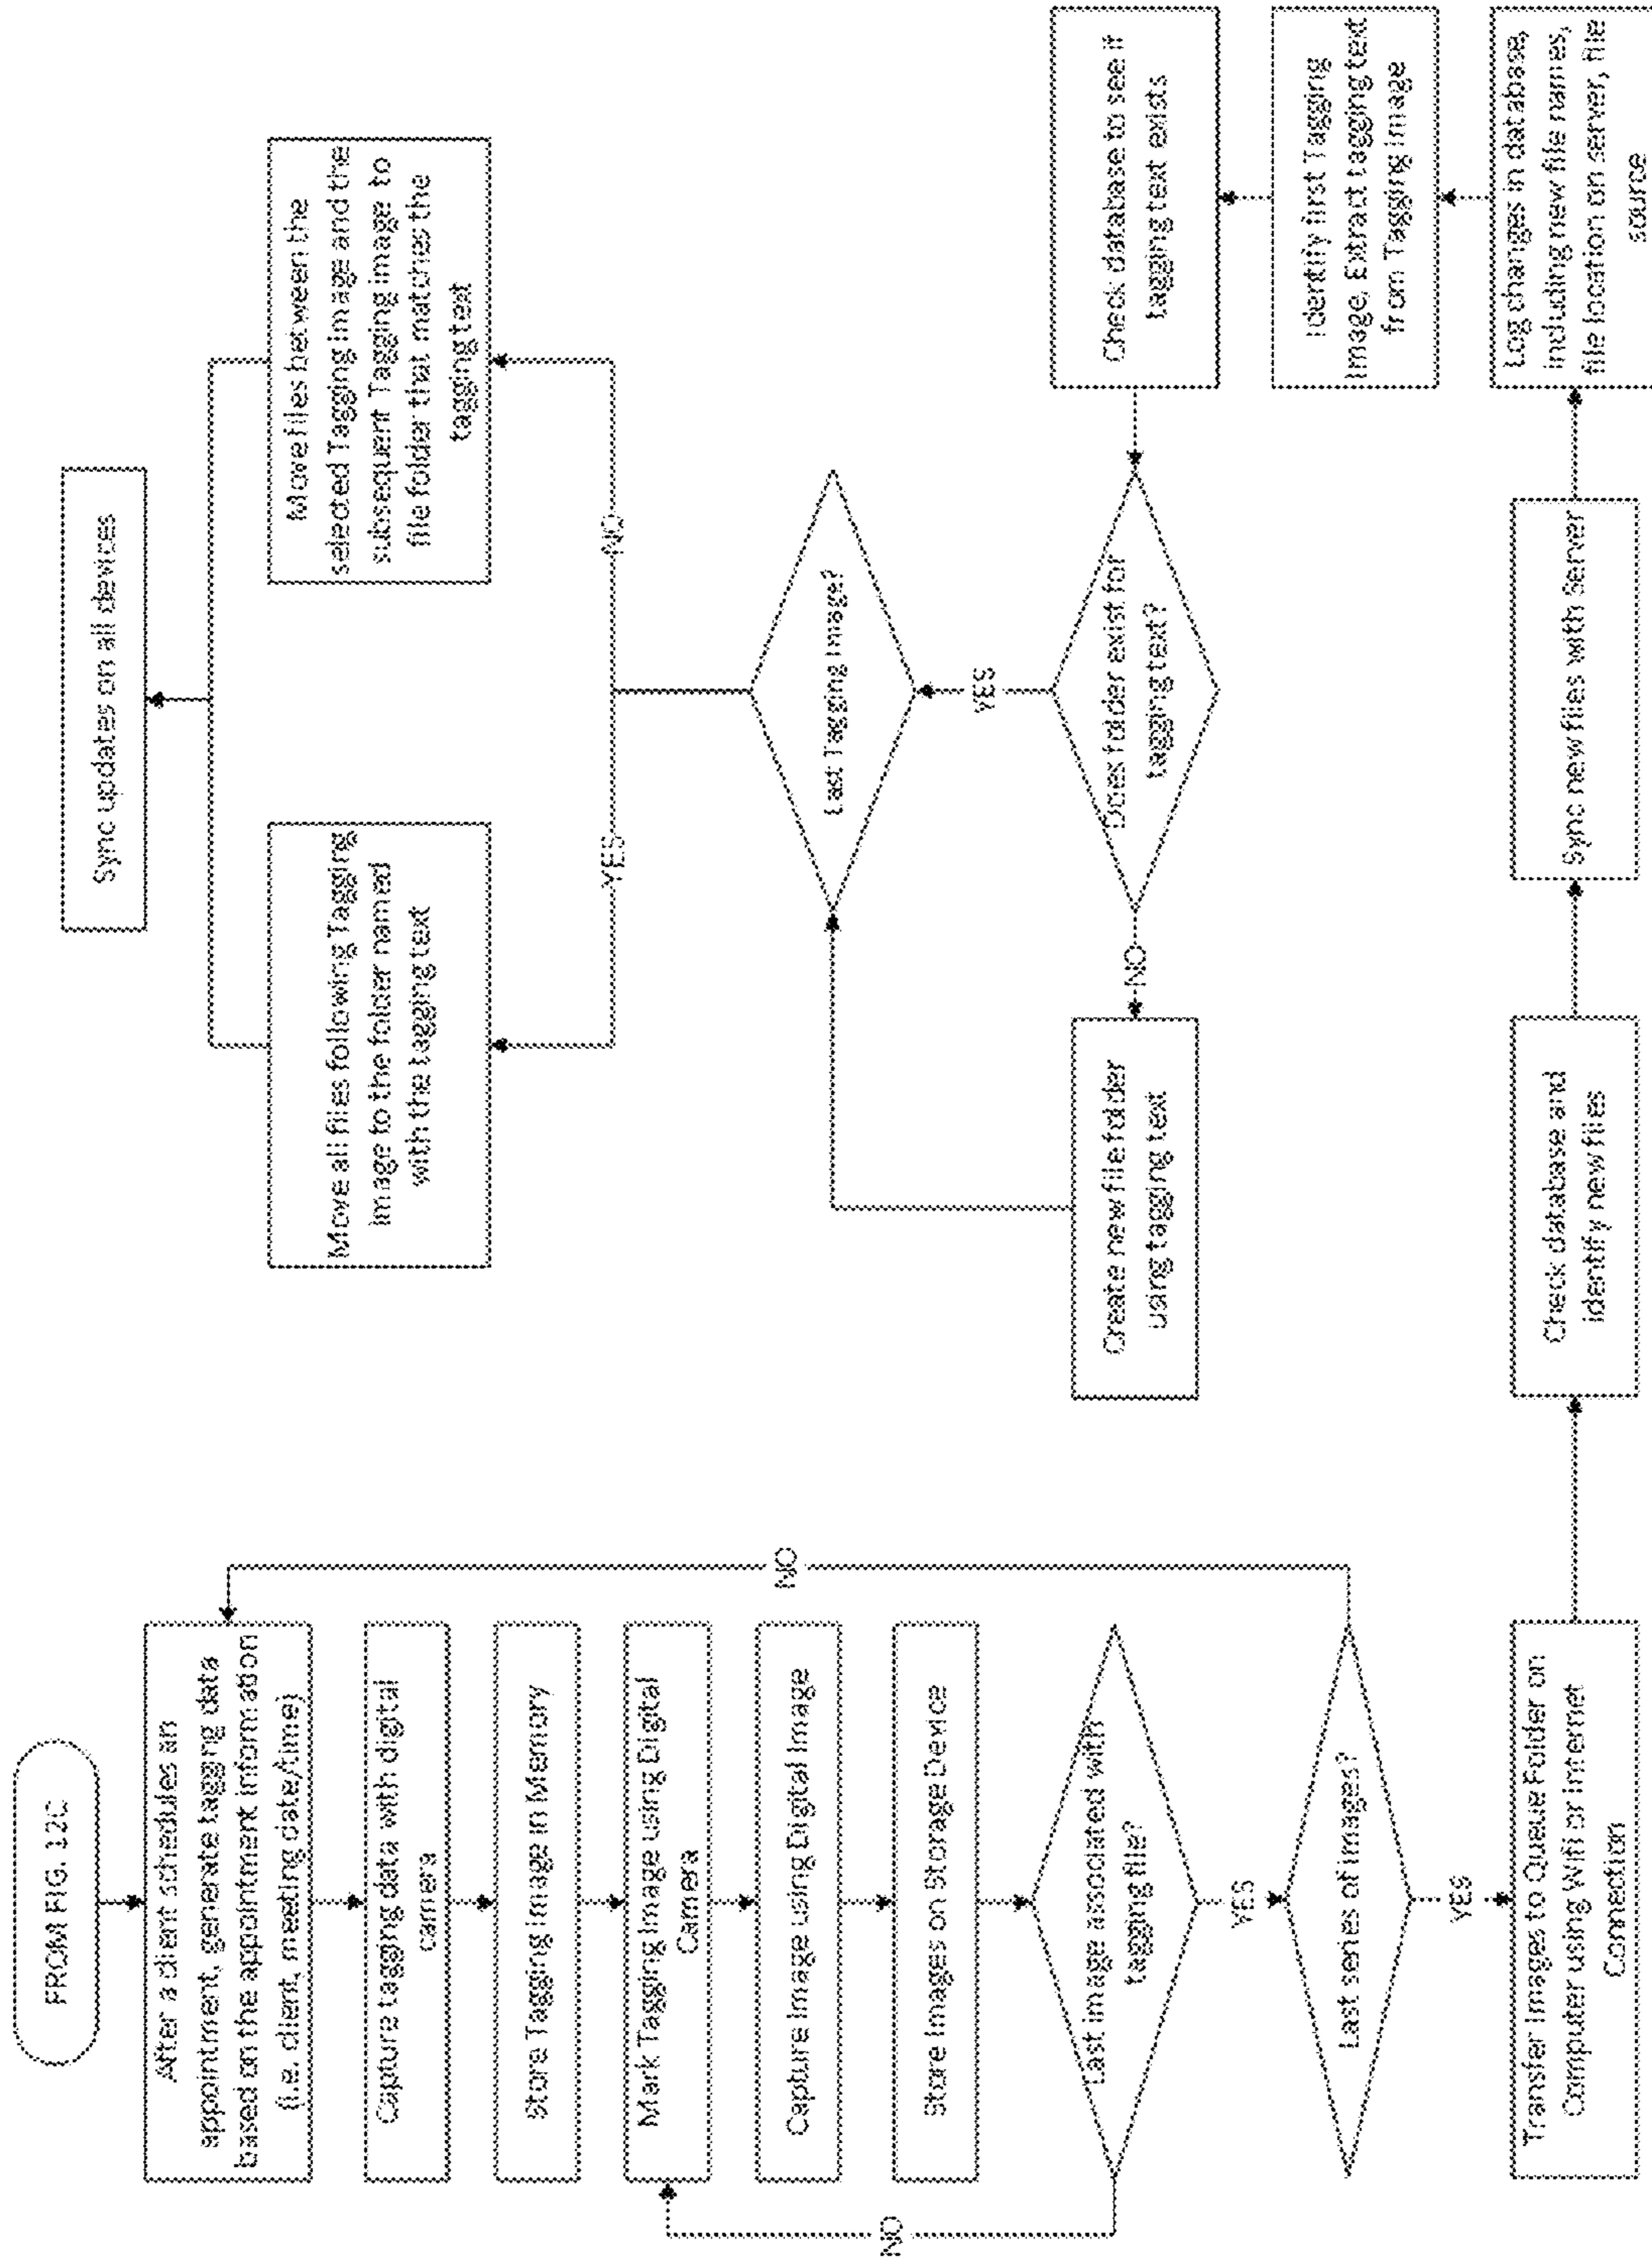 FROM FIG. 12C
After a client schedules an
appointment, generate tagging data
based on the appointment information
(i.e. client, meeting date/time)
Capture tagging data with digital
camera
Store Tagging Image in Memory
Mark Tagging Image using Digital
Camera
Capture Image using Digital Image
Store Images on Storage Device
Last image associated with
tagging file?
NO
YES
Last series of images?
NO
YES
Transfer Images to Queue Folder on
Computer using Wifi or Internet
Connection
Check database and
identify new files
Sync new files with Server
Log changes in database,
including new file names,
file location on server, file
source
Identify first Tagging
Image. Extract tagging text
from Tagging Image
Check database to see if
tagging text exists
Does folder exist for
tagging text?
NO
YES
Create new file folder
using tagging text
Last Tagging Image?
YES
NO
Move all files following Tagging
Image to the folder named
with the tagging text
Move files between the
selected Tagging Image and the
subsequent Tagging image to
file folder that matches the
tagging text
Sync updates on all devices